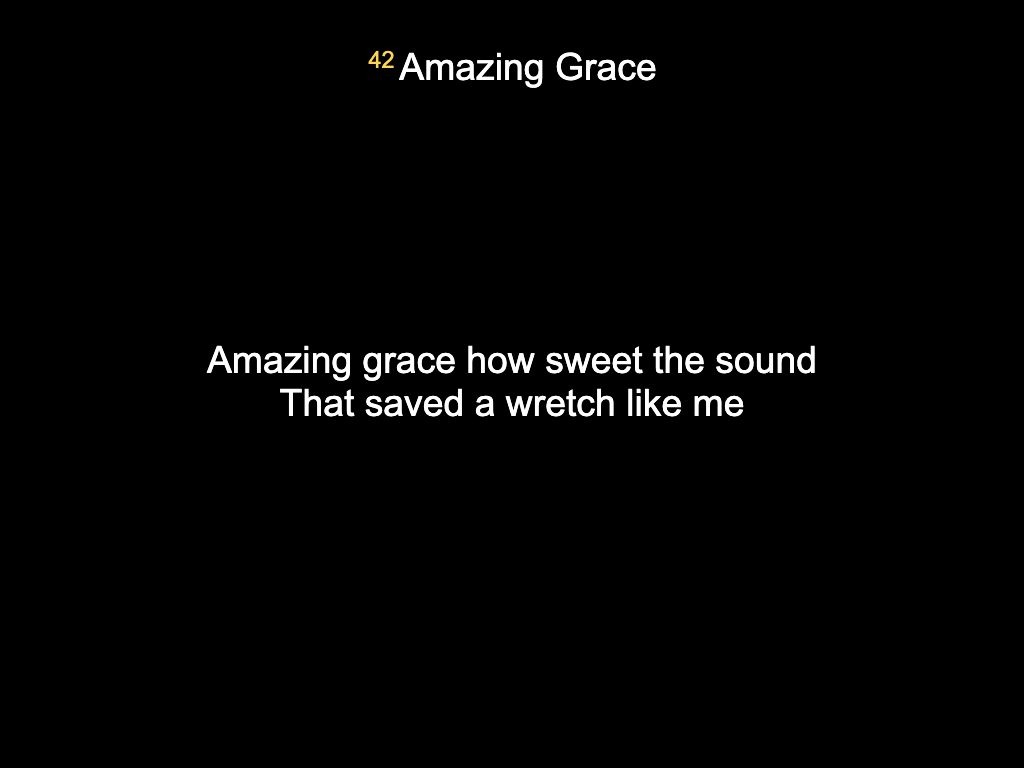 42 Amazing Grace
Amazing grace how sweet the sound
That saved a wretch like me